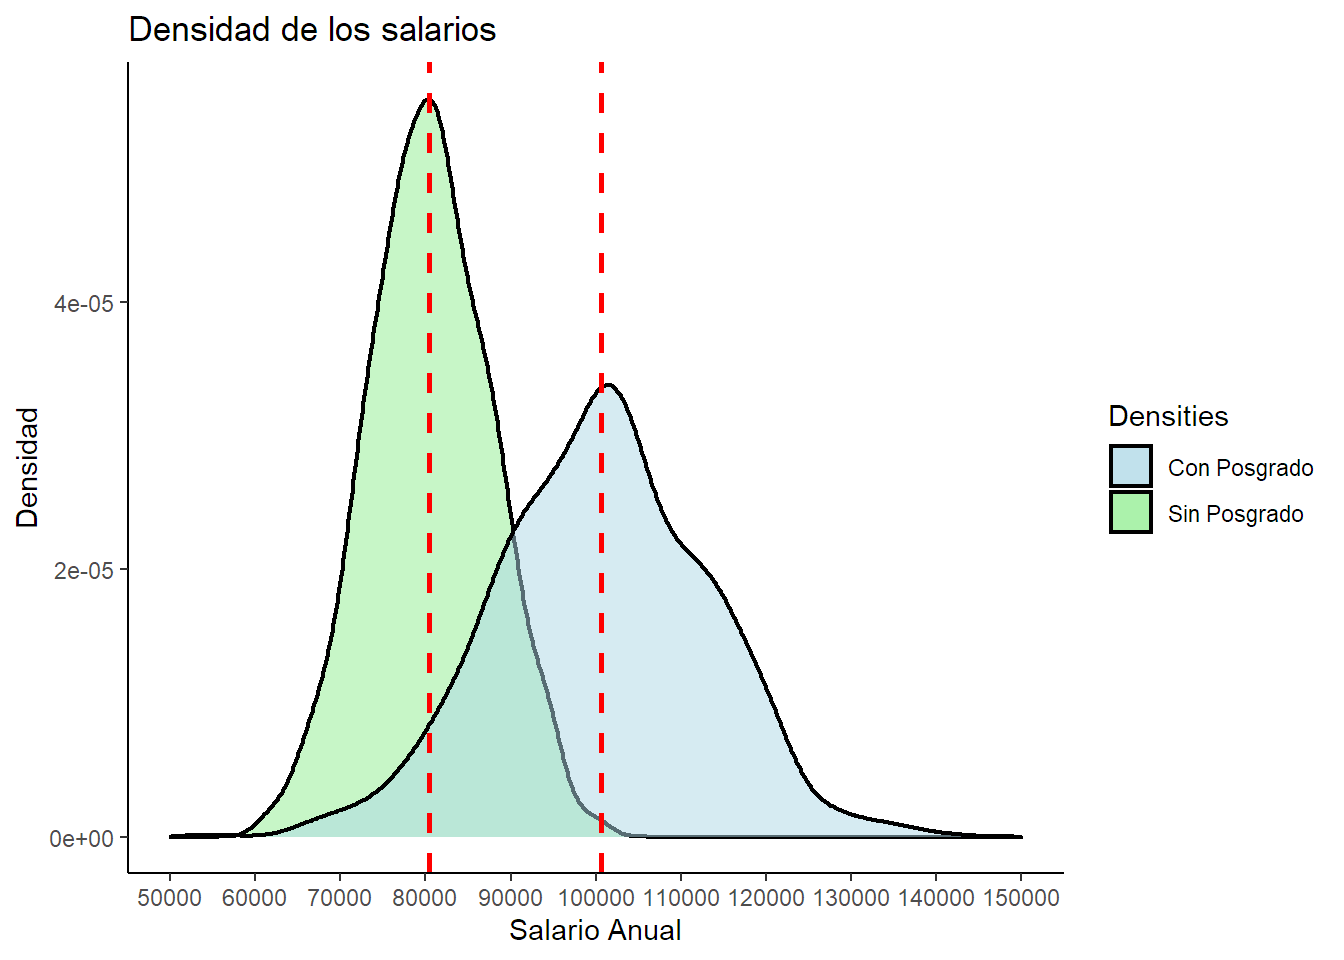 Densidad de los salarios
Densidad
4e-05
2e-05
0e+00
50000 60000 70000 80000 90000 100000 110000 120000 130000 140000 150000
Salario Anual
Densities
Con Posgrado
Sin Posgrado